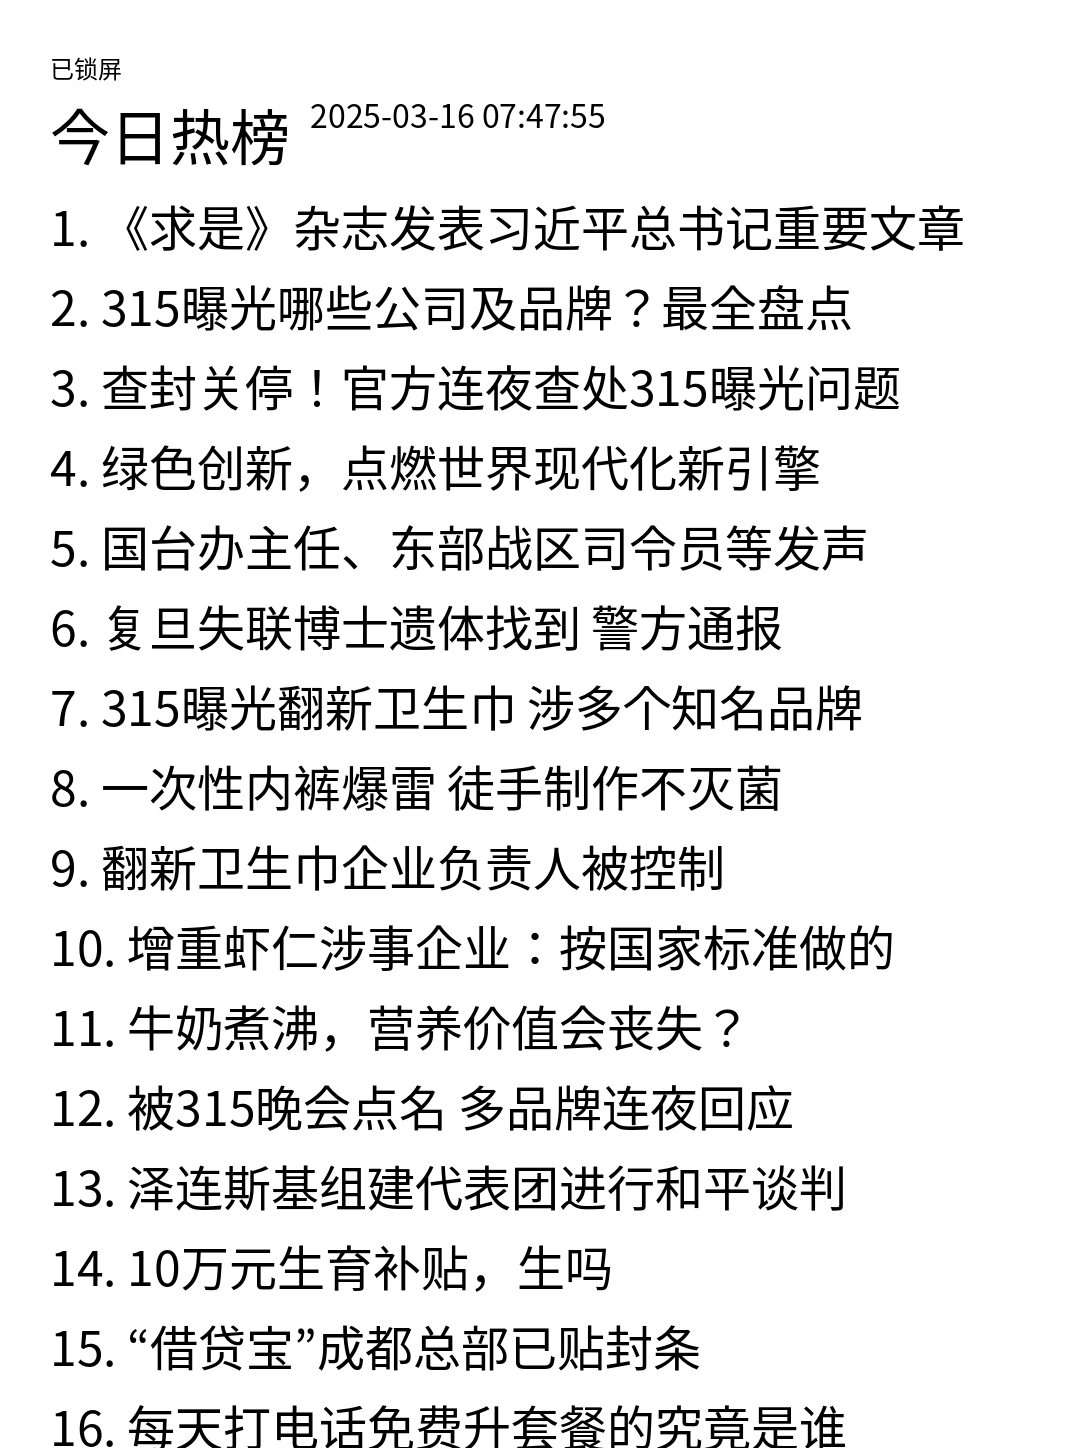 已锁屏
今日热榜 2025-03-16 07:47:55
1. 《求是》杂志发表习近平总书记重要文章
2. 315曝光哪些公司及品牌？最全盘点
3. 查封关停！官方连夜查处315曝光问题
4. 绿色创新，点燃世界现代化新引擎
5. 国台办主任、东部战区司令员等发声
6. 复旦失联博士遗体找到 警方通报
7. 315曝光翻新卫生巾 涉多个知名品牌
8. 一次性内裤爆雷 徒手制作不灭菌
9. 翻新卫生巾企业负责人被控制
10. 增重虾仁涉事企业：按国家标准做的
11. 牛奶煮沸，营养价值会丧失？
12. 被315晚会点名 多品牌连夜回应
13. 泽连斯基组建代表团进行和平谈判
14. 10万元生育补贴，生吗
15. “借贷宝”成都总部已贴封条
16. 每天打电话免费升套餐的究竟是谁